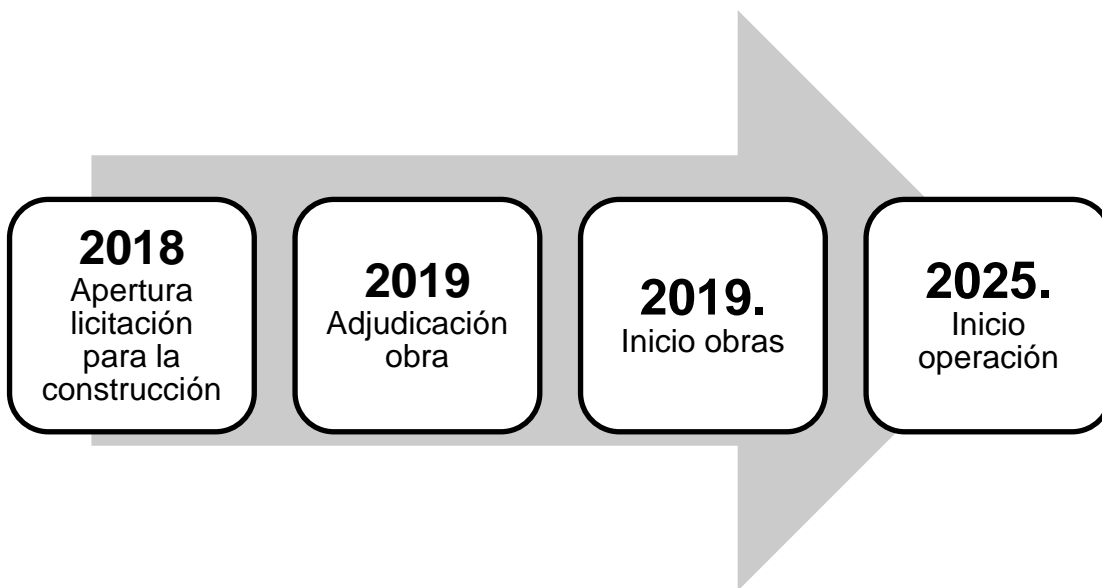 2018
Apertura
licitación
para la
construcción
2019
Adjudicación
obra
2019.
Inicio obras
2025.
Inicio
operación